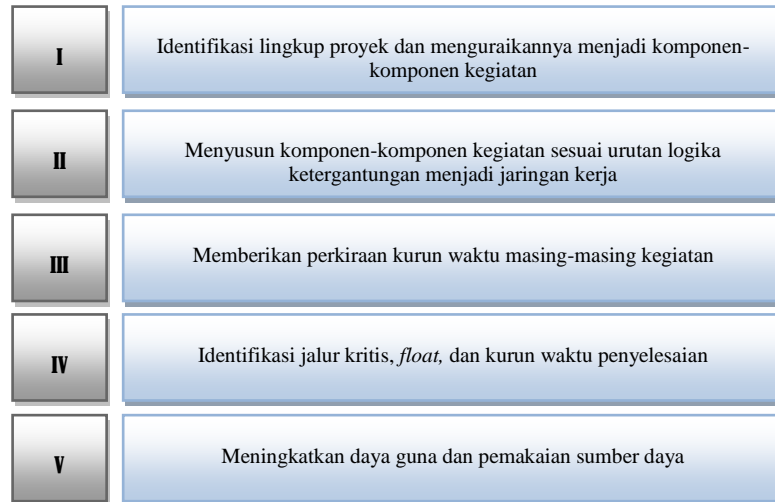 I
Identifikasi lingkup proyek dan menguraikannya menjadi komponen-
komponen kegiatan
II
Menyusun komponen-komponen kegiatan sesuai urutan logika
ketergantungan menjadi jaringan kerja
III
Memberikan perkiraan kurun waktu masing-masing kegiatan
IV
Identifikasi jalur kritis, float, dan kurun waktu penyelesaian
V
Meningkatkan daya guna dan pemakaian sumber daya